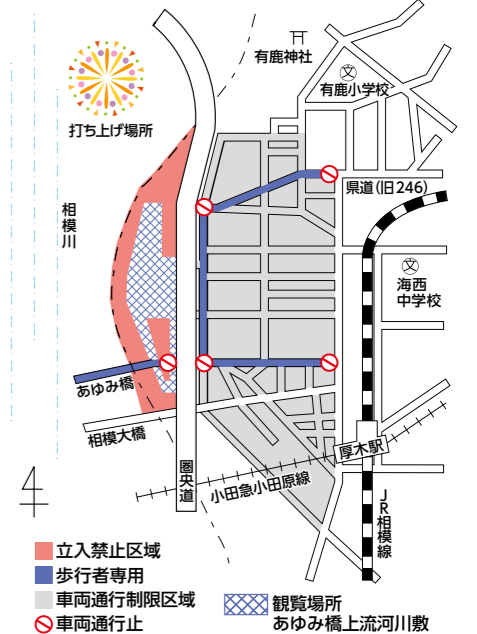 有鹿神社
文
有鹿小学校
打ち上げ場所
県道(旧246)
相模川
文
海西
中学校
あゆみ橋
相模大橋
圏央道
厚木駅
小田急小田原線
JR相模線
立入禁止区域
歩行者専用
車両通行制限区域
車両通行止
観覧場所
あゆみ橋上流河川敷